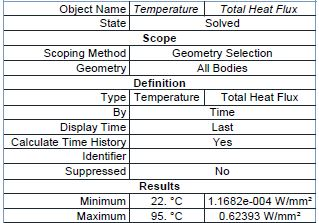 Object Name Temperature Total Heat Flux
State Solved
Scope
Scoping Method Geometry Selection
Geometry All Bodies
Definition
Type Temperature Total Heat Flux
By Time
Display Time Last
Calculate Time History Yes
Identifier
Suppressed No
Results
Minimum 22. °C 1.1682e-004 W/mm²
Maximum 95. °C 0.62393 W/mm²